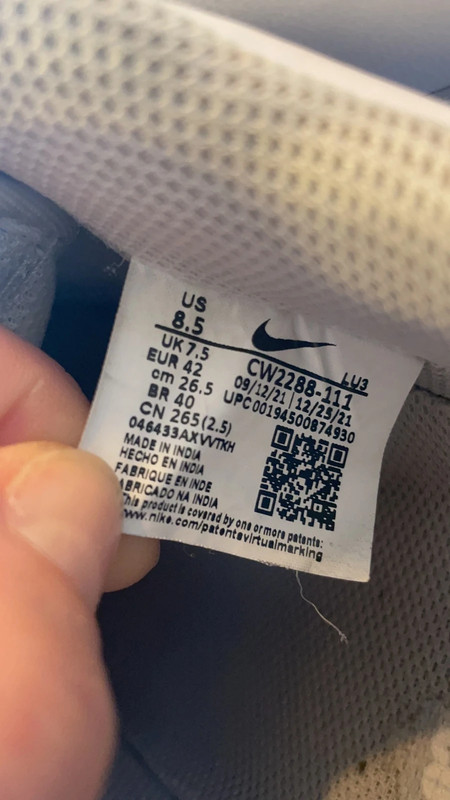 US
8.5
UK 7.5
EUR 42
cm 26.5
BR 40
CN 265 (2.5)
LU3
CW2288-111
09/12/21 | 12/23/21
UPC 00194500874930
046433AXVVTKH
MADE IN INDIA
HECHO EN INDIA
FABRIQUE EN INDE
ABRICADO NA INDIA
This product is covered by one or more patents:
www.nike.com/patentsvirtualmarking